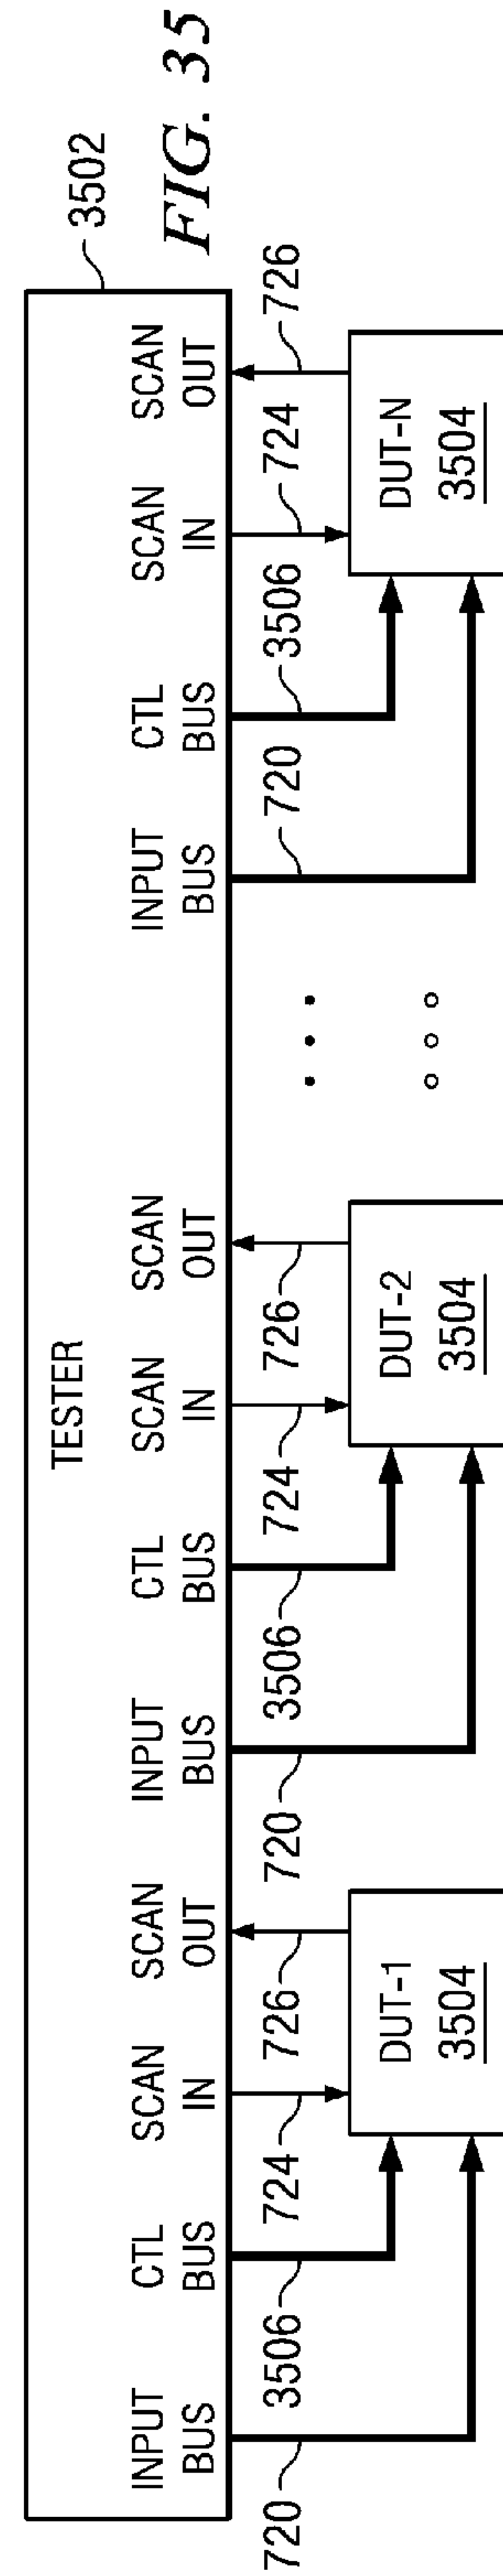 TESTER
3502
INPUT BUS
CTL BUS
SCAN IN
SCAN OUT
INPUT BUS
CTL BUS
SCAN IN
SCAN OUT
INPUT BUS
CTL BUS
SCAN IN
SCAN OUT
720
3506
724
726
720
3506
724
726
720
3506
724
726
DUT-1
3504
DUT-2
3504
DUT-N
3504
FIG. 35